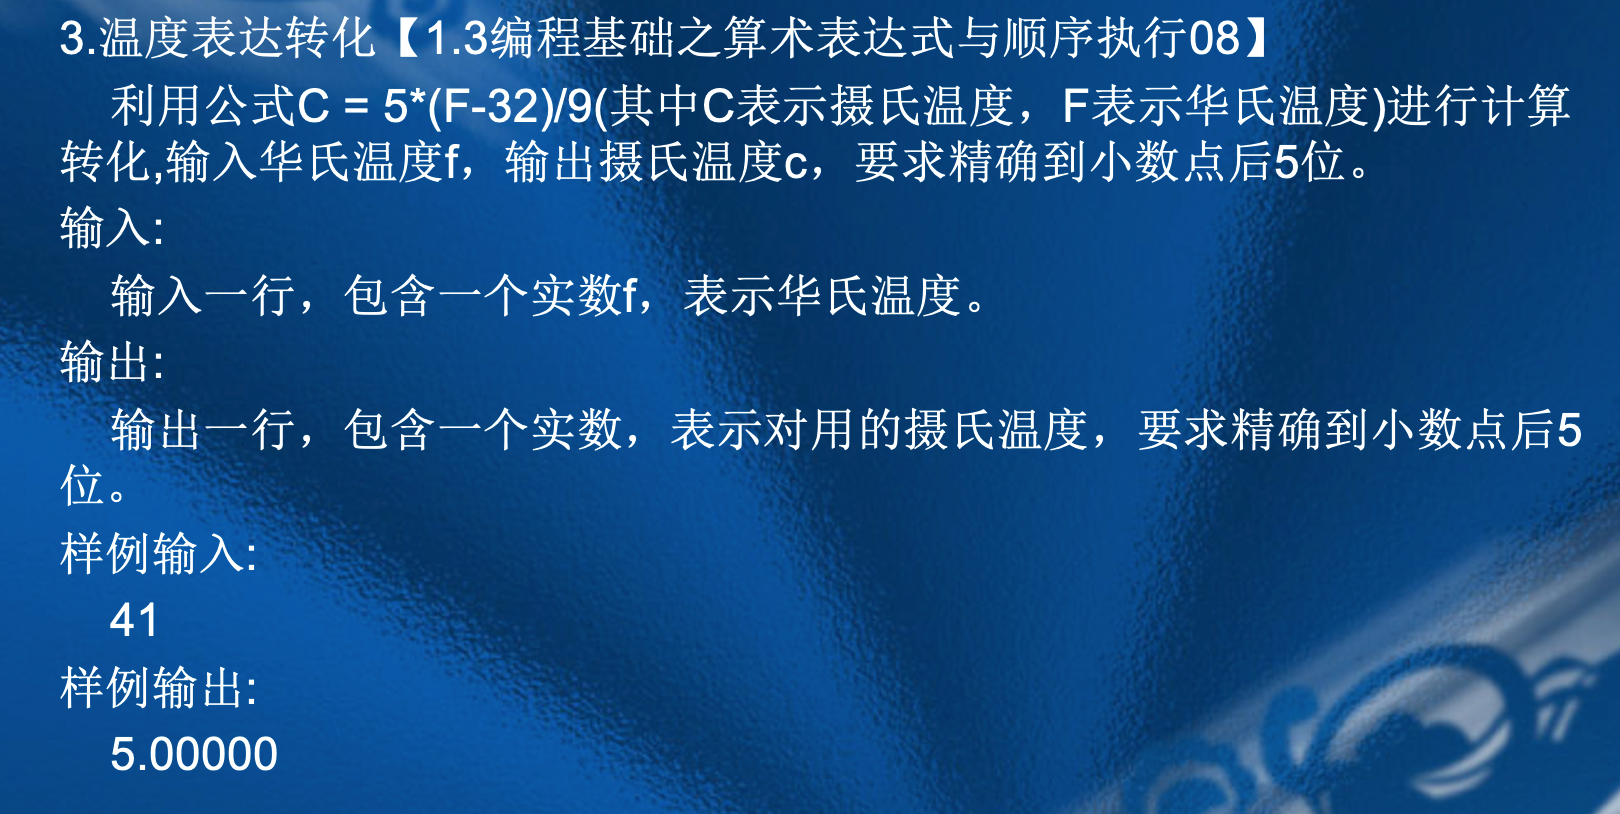 3.温度表达转化【1.3编程基础之算术表达式与顺序执行08】
利用公式C = 5*(F-32)/9(其中C表示摄氏温度，F表示华氏温度)进行计算
转化,输入华氏温度f，输出摄氏温度c，要求精确到小数点后5位。
输入:
输入一行，包含一个实数f，表示华氏温度。
输出:
输出一行，包含一个实数，表示对用的摄氏温度，要求精确到小数点后5
位。
样例输入:
41
样例输出:
5.00000